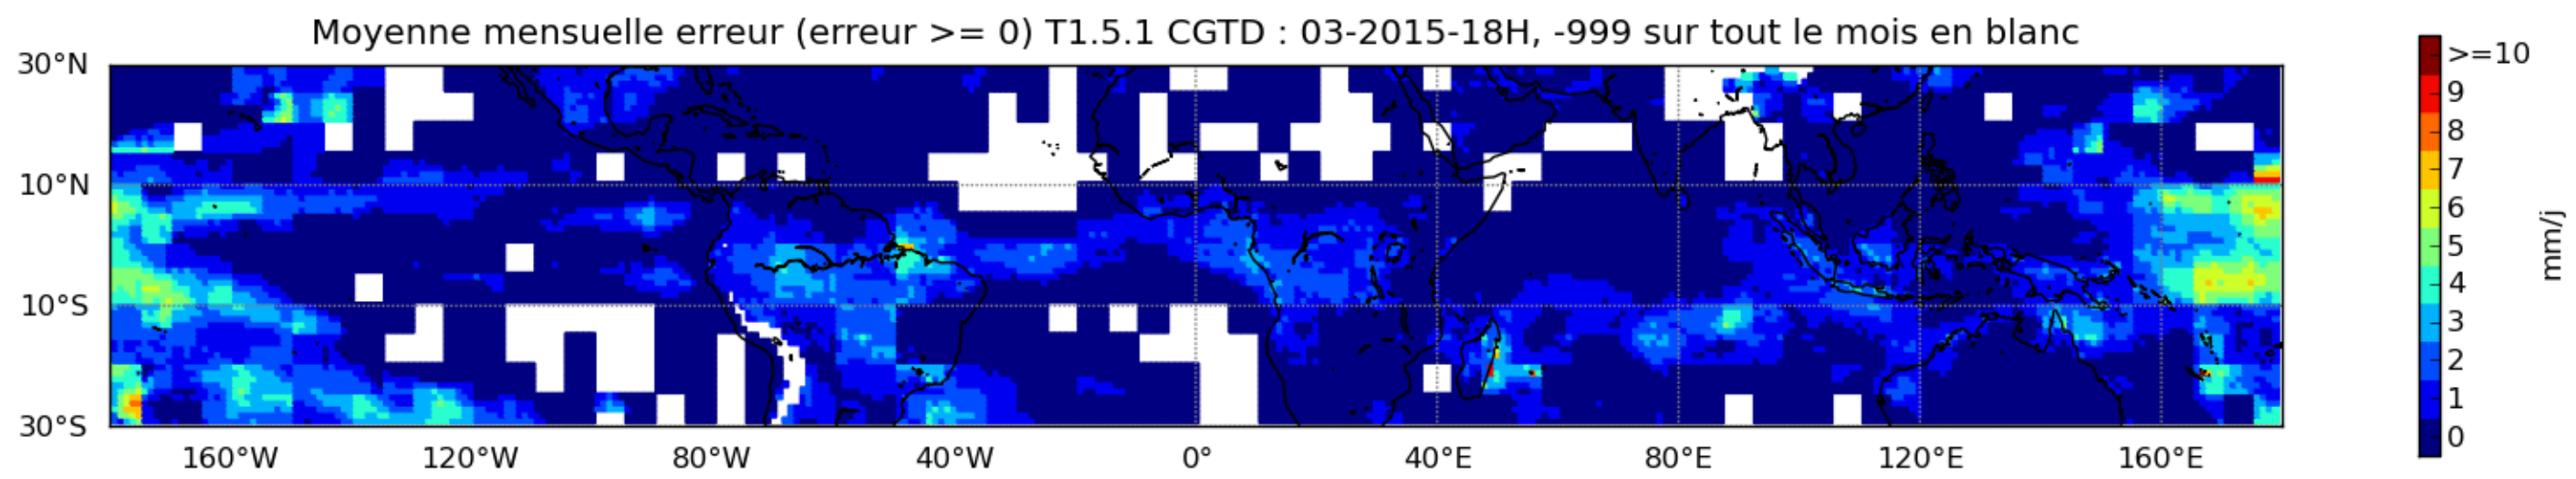 Moyenne mensuelle erreur (erreur >= 0) T1.5.1 CGTD : 03-2015-18H, -999 sur tout le mois en blanc
30°N
10°N
10°S
30°S
160°W 120°W 80°W 40°W 0° 40°E 80°E 120°E 160°E
>=10
9
8
7
6
5
4
3
2
1
0
mm/j